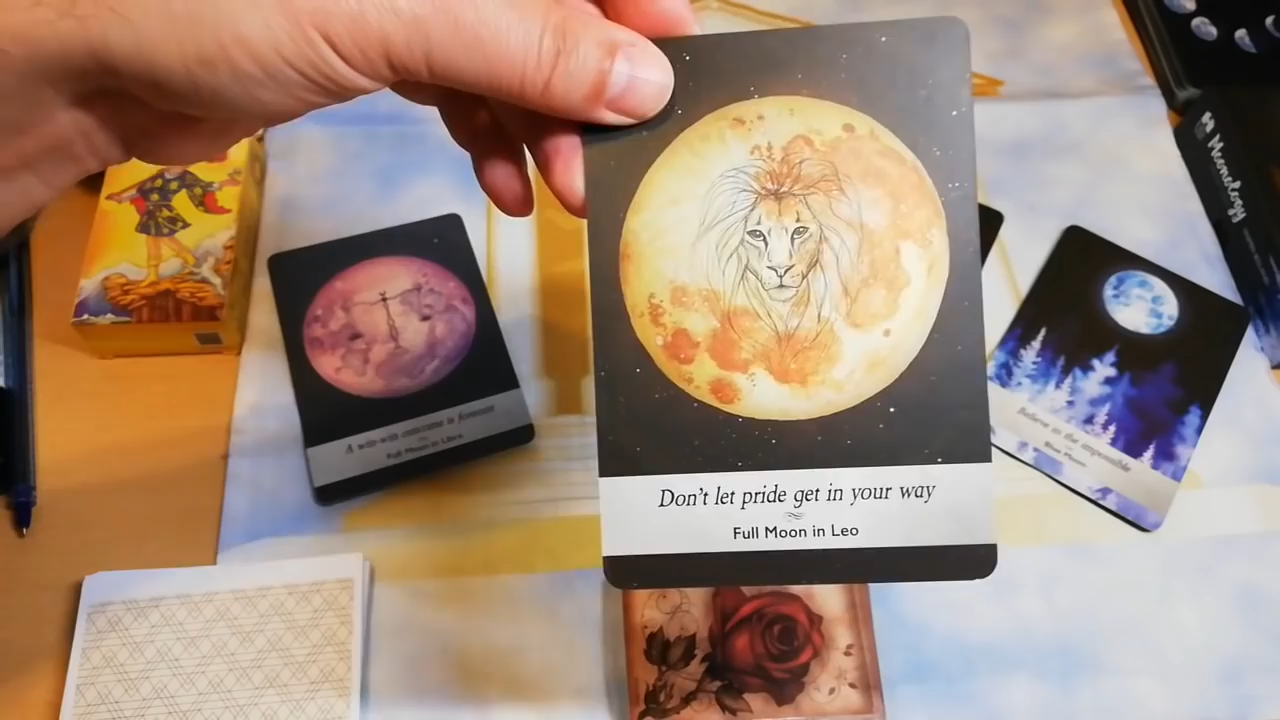 Moonology
A win-win outcome is foreseen
Full Moon in Libra
Don't let pride get in your way
Full Moon in Leo
Believe in the impossible
Blue Moon